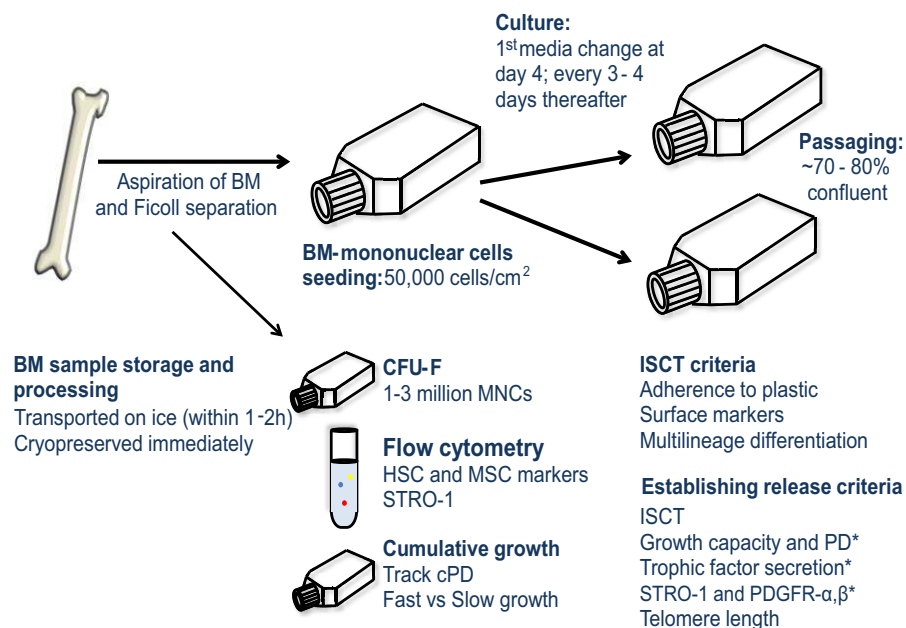 Culture:
1st media change at
day 4; every 3 - 4
days thereafter
Passaging:
~70 - 80%
confluent
Aspiration of BM
and Ficoll separation
BM-mononuclear cells
seeding: 50,000 cells/cm2
BM sample storage and
processing
Transported on ice (within 1-2h)
Cryopreserved immediately
CFU-F
1-3 million MNCs
Flow cytometry
HSC and MSC markers
STRO-1
Cumulative growth
Track cPD
Fast vs Slow growth
ISCT criteria
Adherence to plastic
Surface markers
Multilineage differentiation
Establishing release criteria
ISCT
Growth capacity and PD*
Trophic factor secretion*
STRO-1 and PDGFR-α,β*
Telomere length